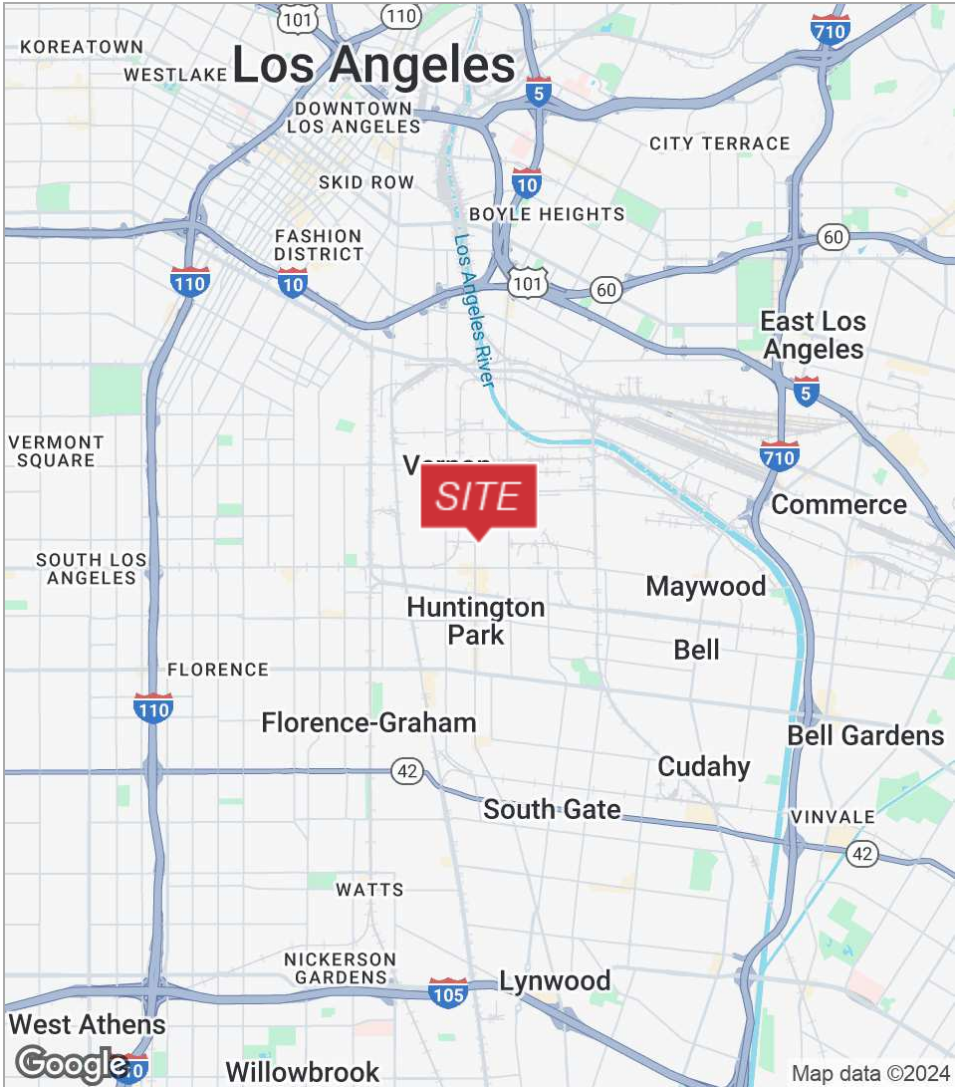 101
110
710
KOREATOWN
WESTLAKE
Los Angeles
5
DOWNTOWN
LOS ANGELES
CITY TERRACE
SKID ROW
10
BOYLE HEIGHTS
FASHION
DISTRICT
60
110
10
Los Angeles River
101
60
East Los
Angeles
5
VERMONT
SQUARE
Vernon
710
SITE
Commerce
SOUTH LOS
ANGELES
Maywood
Huntington
Park
Bell
FLORENCE
110
Florence-Graham
Bell Gardens
42
Cudahy
South Gate
VINVALE
42
WATTS
NICKERSON
GARDENS
Lynwood
105
West Athens
Google
Willowbrook
Map data ©2024